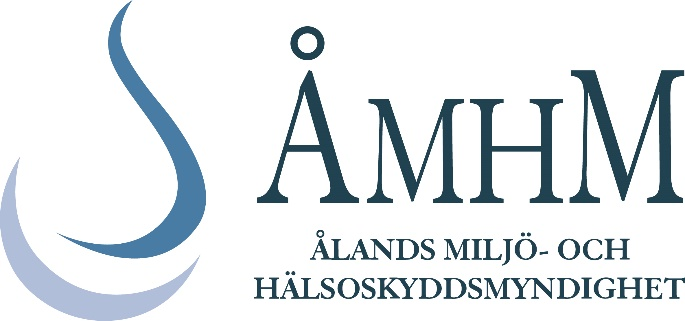 ÅMHM
ÅLANDS MILJÖ- OCH
HÄLSOSKYDDSMYNDIGHET